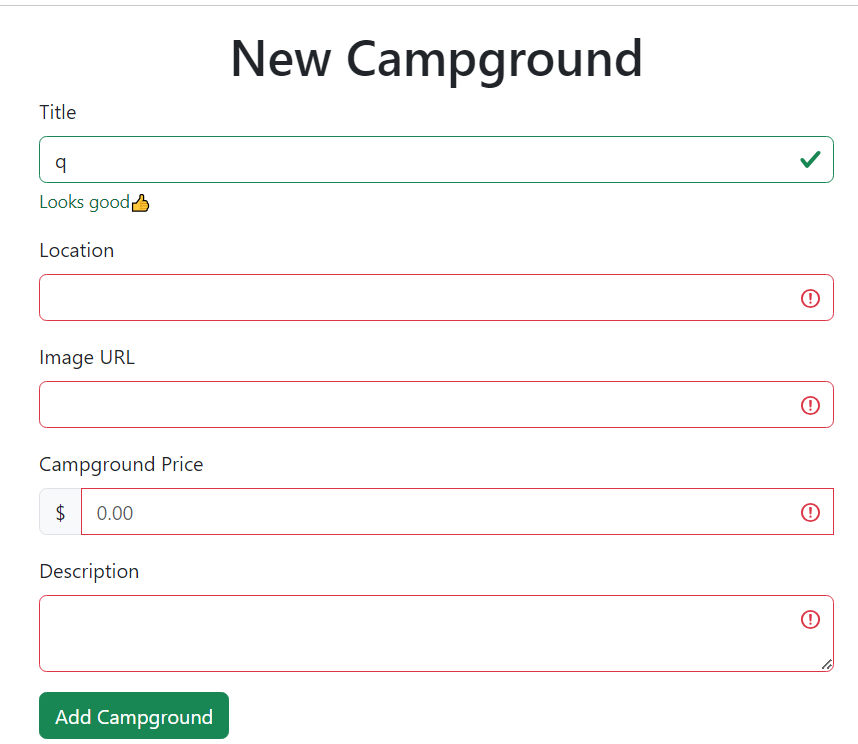 New Campground
Title
q
Looks good👍
Location
Image URL
Campground Price
$ 0.00
Description
Add Campground